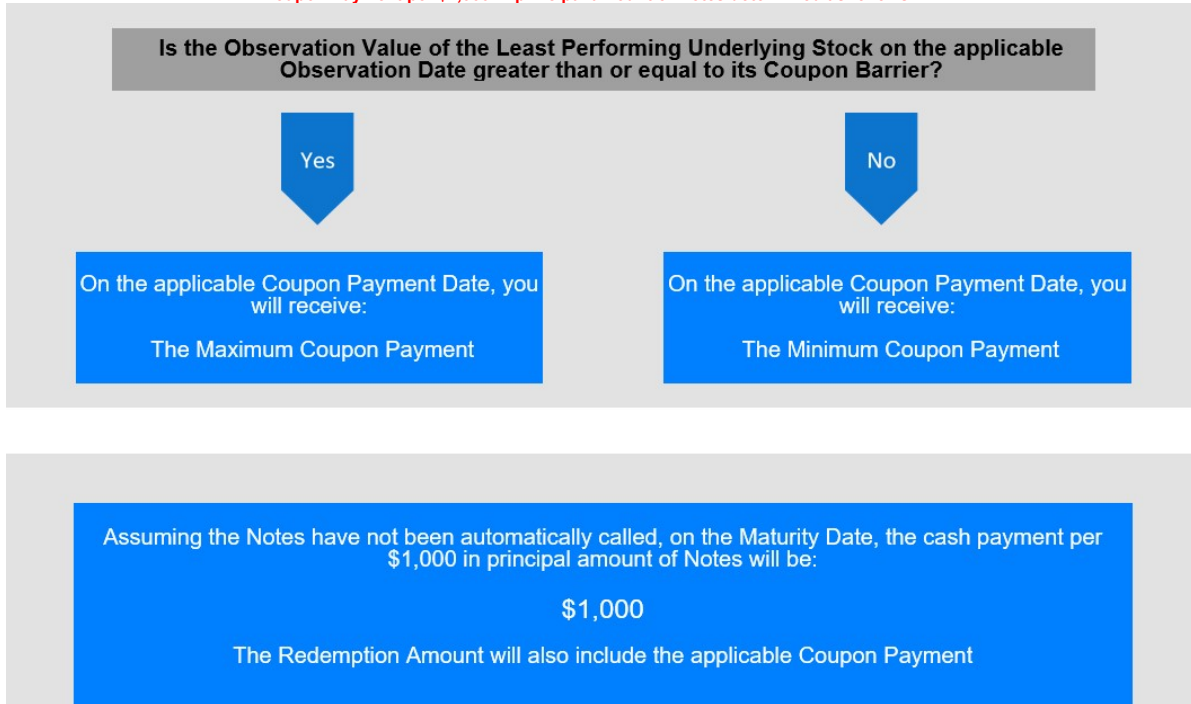 Is the Observation Value of the Least Performing Underlying Stock on the applicable
Observation Date greater than or equal to its Coupon Barrier?
Yes
No
On the applicable Coupon Payment Date, you
will receive:
The Maximum Coupon Payment
On the applicable Coupon Payment Date, you
will receive:
The Minimum Coupon Payment
Assuming the Notes have not been automatically called, on the Maturity Date, the cash payment per
$1,000 in principal amount of Notes will be:
$1,000
The Redemption Amount will also include the applicable Coupon Payment